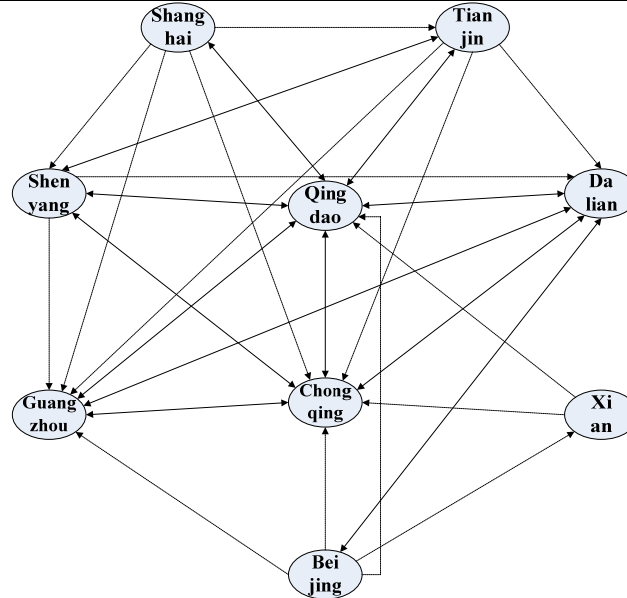 Shang
hai
Tian
jin
Shen
yang
Qing
dao
Da
lian
Guang
zhou
Chong
qing
Xi
an
Bei
jing